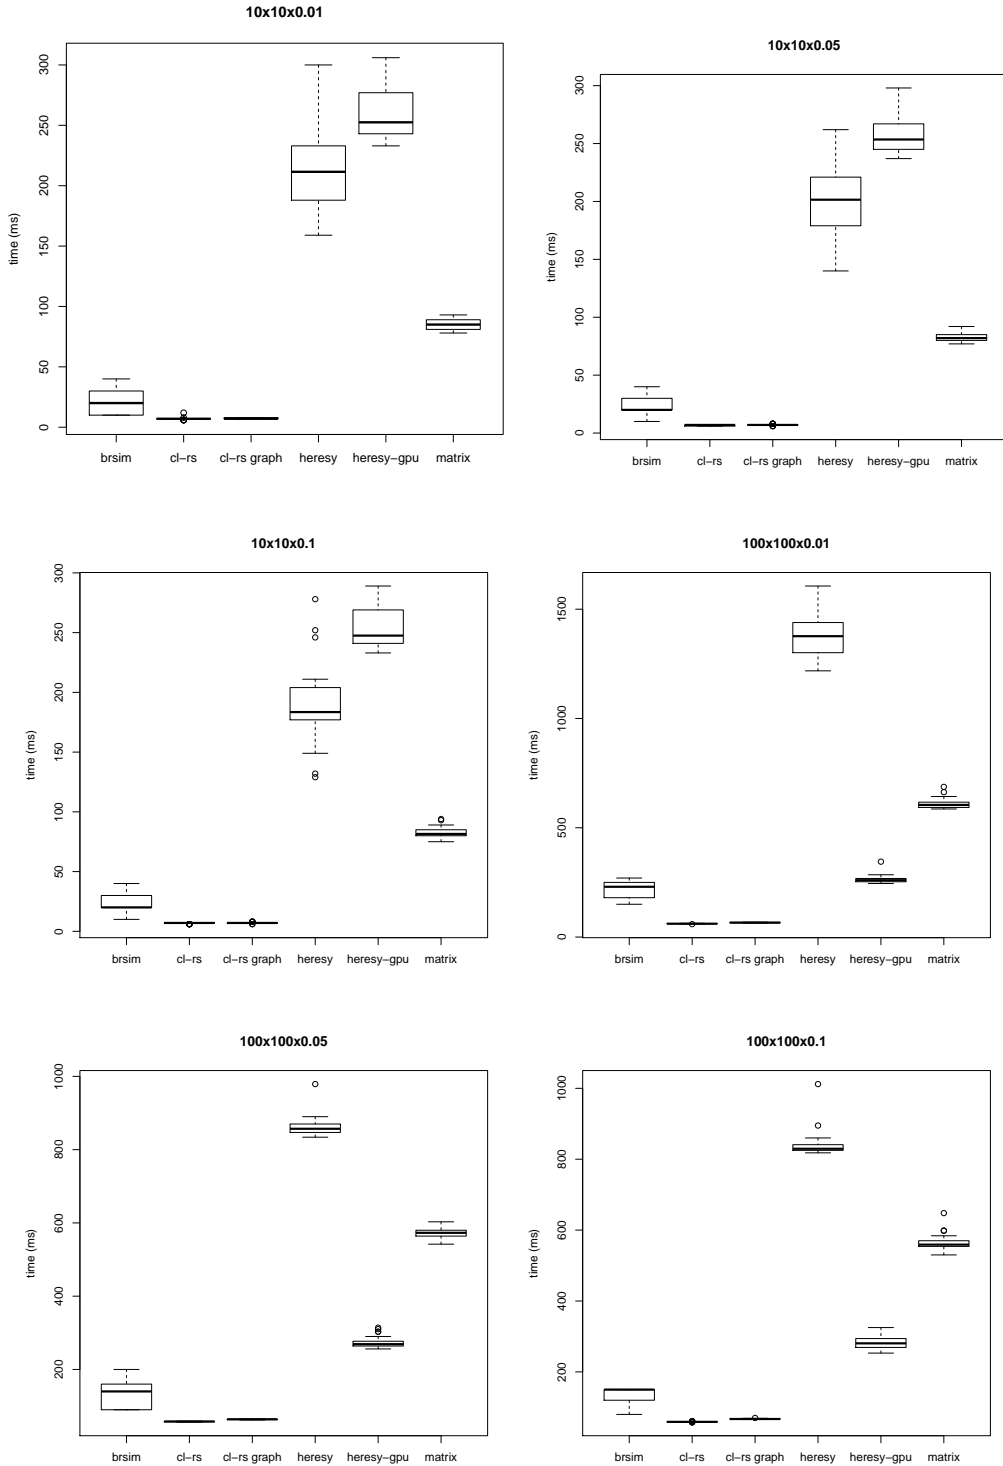 10x10x0.01
time (ms)
300
250
200
150
100
50
0
brsim cl−rs cl−rs graph heresy heresy−gpu matrix
10x10x0.05
time (ms)
300
250
200
150
100
50
0
brsim cl−rs cl−rs graph heresy heresy−gpu matrix
10x10x0.1
time (ms)
300
250
200
150
100
50
0
brsim cl−rs cl−rs graph heresy heresy−gpu matrix
100x100x0.01
time (ms)
1500
1000
500
0
brsim cl−rs cl−rs graph heresy heresy−gpu matrix
100x100x0.05
time (ms)
1000
800
600
400
200
brsim cl−rs cl−rs graph heresy heresy−gpu matrix
100x100x0.1
time (ms)
1000
800
600
400
200
brsim cl−rs cl−rs graph heresy heresy−gpu matrix